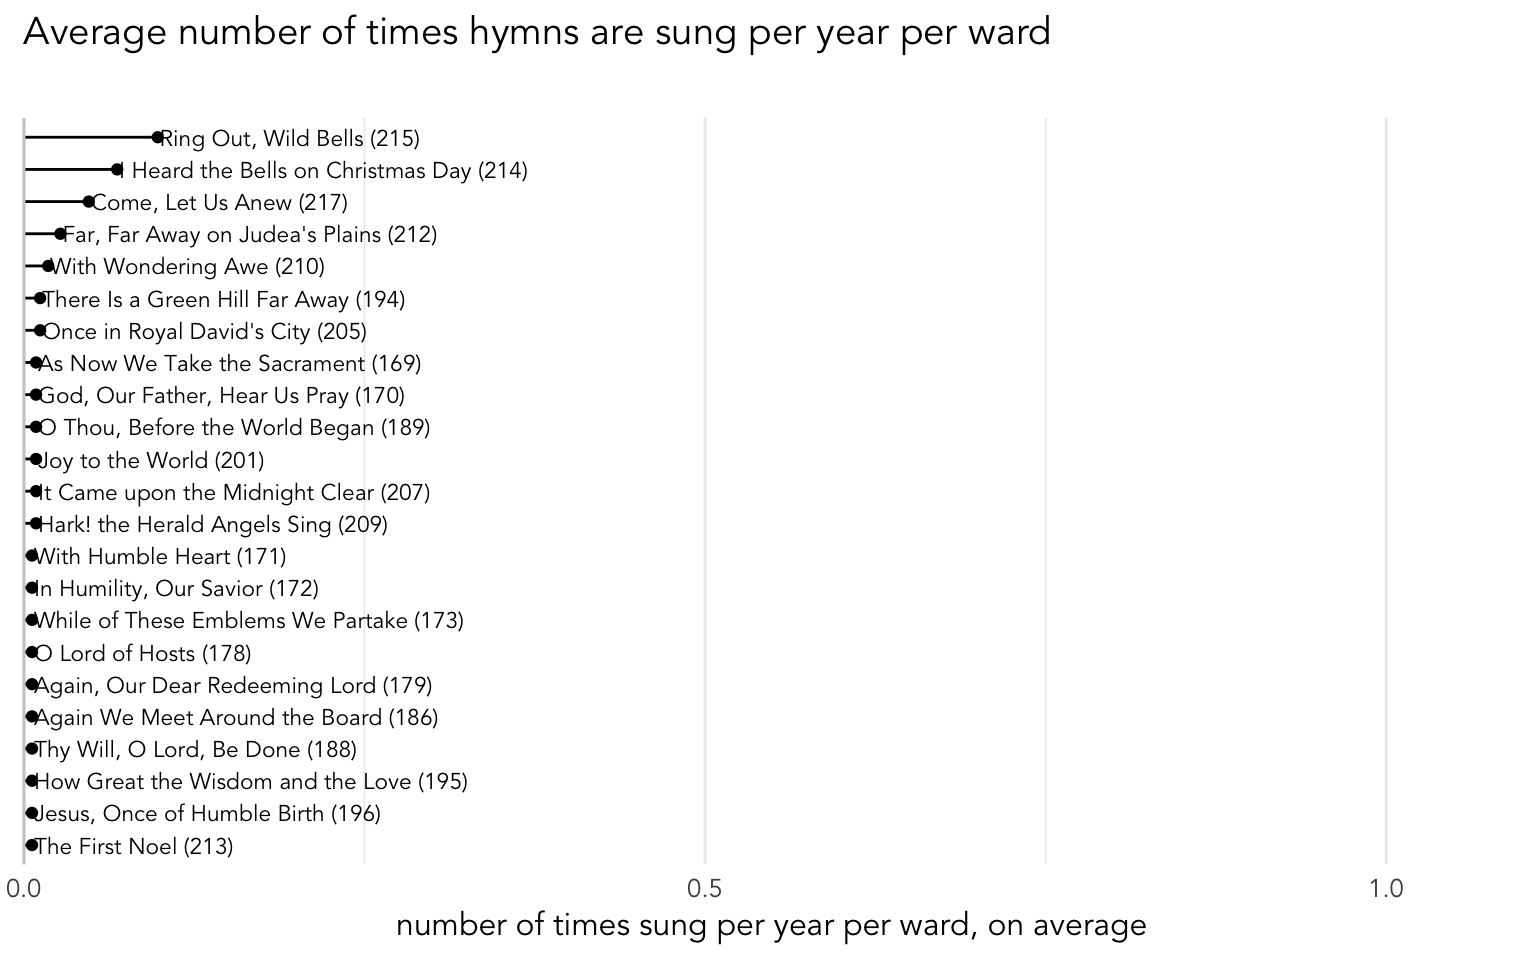 Average number of times hymns are sung per year per ward
Ring Out, Wild Bells (215)
I Heard the Bells on Christmas Day (214)
Come, Let Us Anew (217)
Far, Far Away on Judea's Plains (212)
With Wondering Awe (210)
There Is a Green Hill Far Away (194)
Once in Royal David's City (205)
As Now We Take the Sacrament (169)
God, Our Father, Hear Us Pray (170)
O Thou, Before the World Began (189)
Joy to the World (201)
It Came upon the Midnight Clear (207)
Hark! the Herald Angels Sing (209)
With Humble Heart (171)
In Humility, Our Savior (172)
While of These Emblems We Partake (173)
O Lord of Hosts (178)
Again, Our Dear Redeeming Lord (179)
Again We Meet Around the Board (186)
Thy Will, O Lord, Be Done (188)
How Great the Wisdom and the Love (195)
Jesus, Once of Humble Birth (196)
The First Noel (213)
0.0 0.5 1.0
number of times sung per year per ward, on average